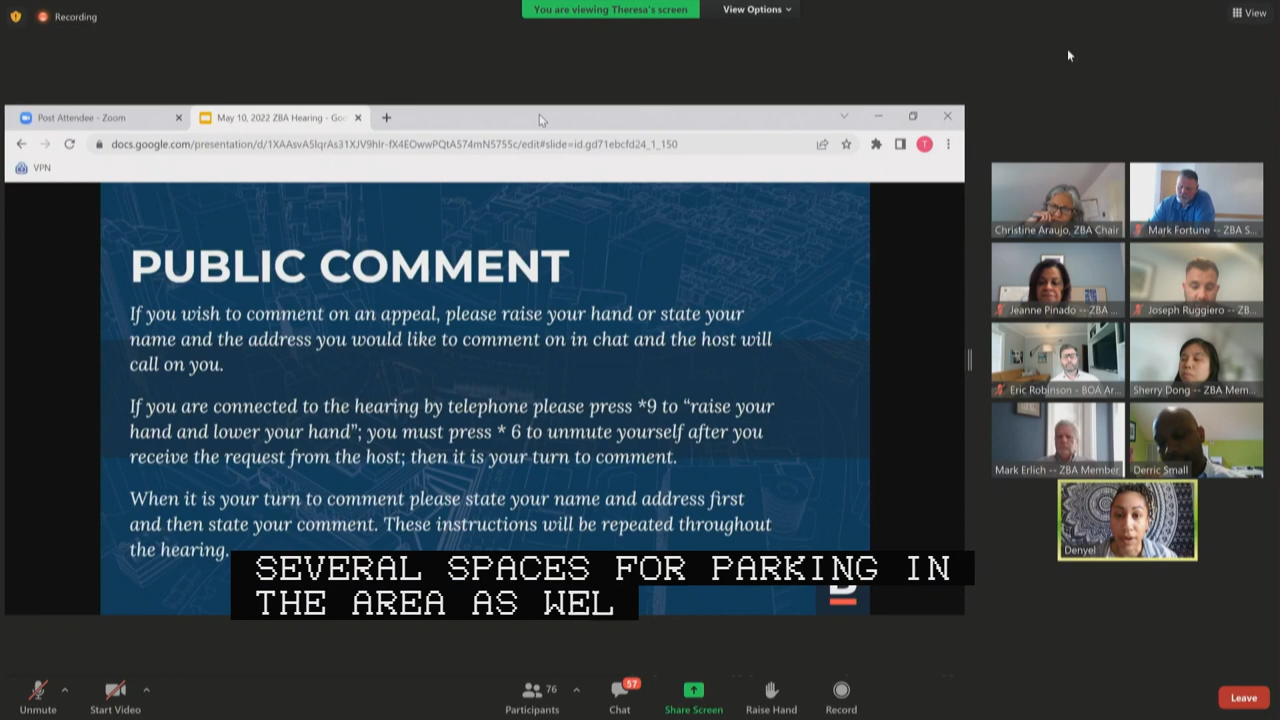 Recording
You are viewing Theresa's screen
View Options
View
Post Attendee - Zoom
May 10, 2022 ZBA Hearing - Goo
docs.google.com/presentation/d/1XAAsvA5lqrAs31XJV9hIr-fX4EOwwPQtA574mN5755c/edit#slide=id.gd71ebcfd24_1_150
T
VPN
PUBLIC COMMENT
If you wish to comment on an appeal, please raise your hand or state your
name and the address you would like to comment on in chat and the host will
call on you.
If you are connected to the hearing by telephone please press *9 to “raise your
hand and lower your hand”; you must press * 6 to unmute yourself after you
receive the request from the host; then it is your turn to comment.
When it is your turn to comment please state your name and address first
and then state your comment. These instructions will be repeated throughout
the hearing.
B
SEVERAL SPACES FOR PARKING IN
THE AREA AS WEL
Christine Araujo, ZBA Chair
Mark Fortune -- ZBA S...
Jeanne Pinado -- ZBA ...
Joseph Ruggiero -- ZB...
Eric Robinson - BOA Ar...
Sherry Dong -- ZBA Mem...
Mark Erlich -- ZBA Member
Derric Small
Denyel
Unmute
Start Video
76
Participants
57
Chat
Share Screen
Raise Hand
Record
Leave